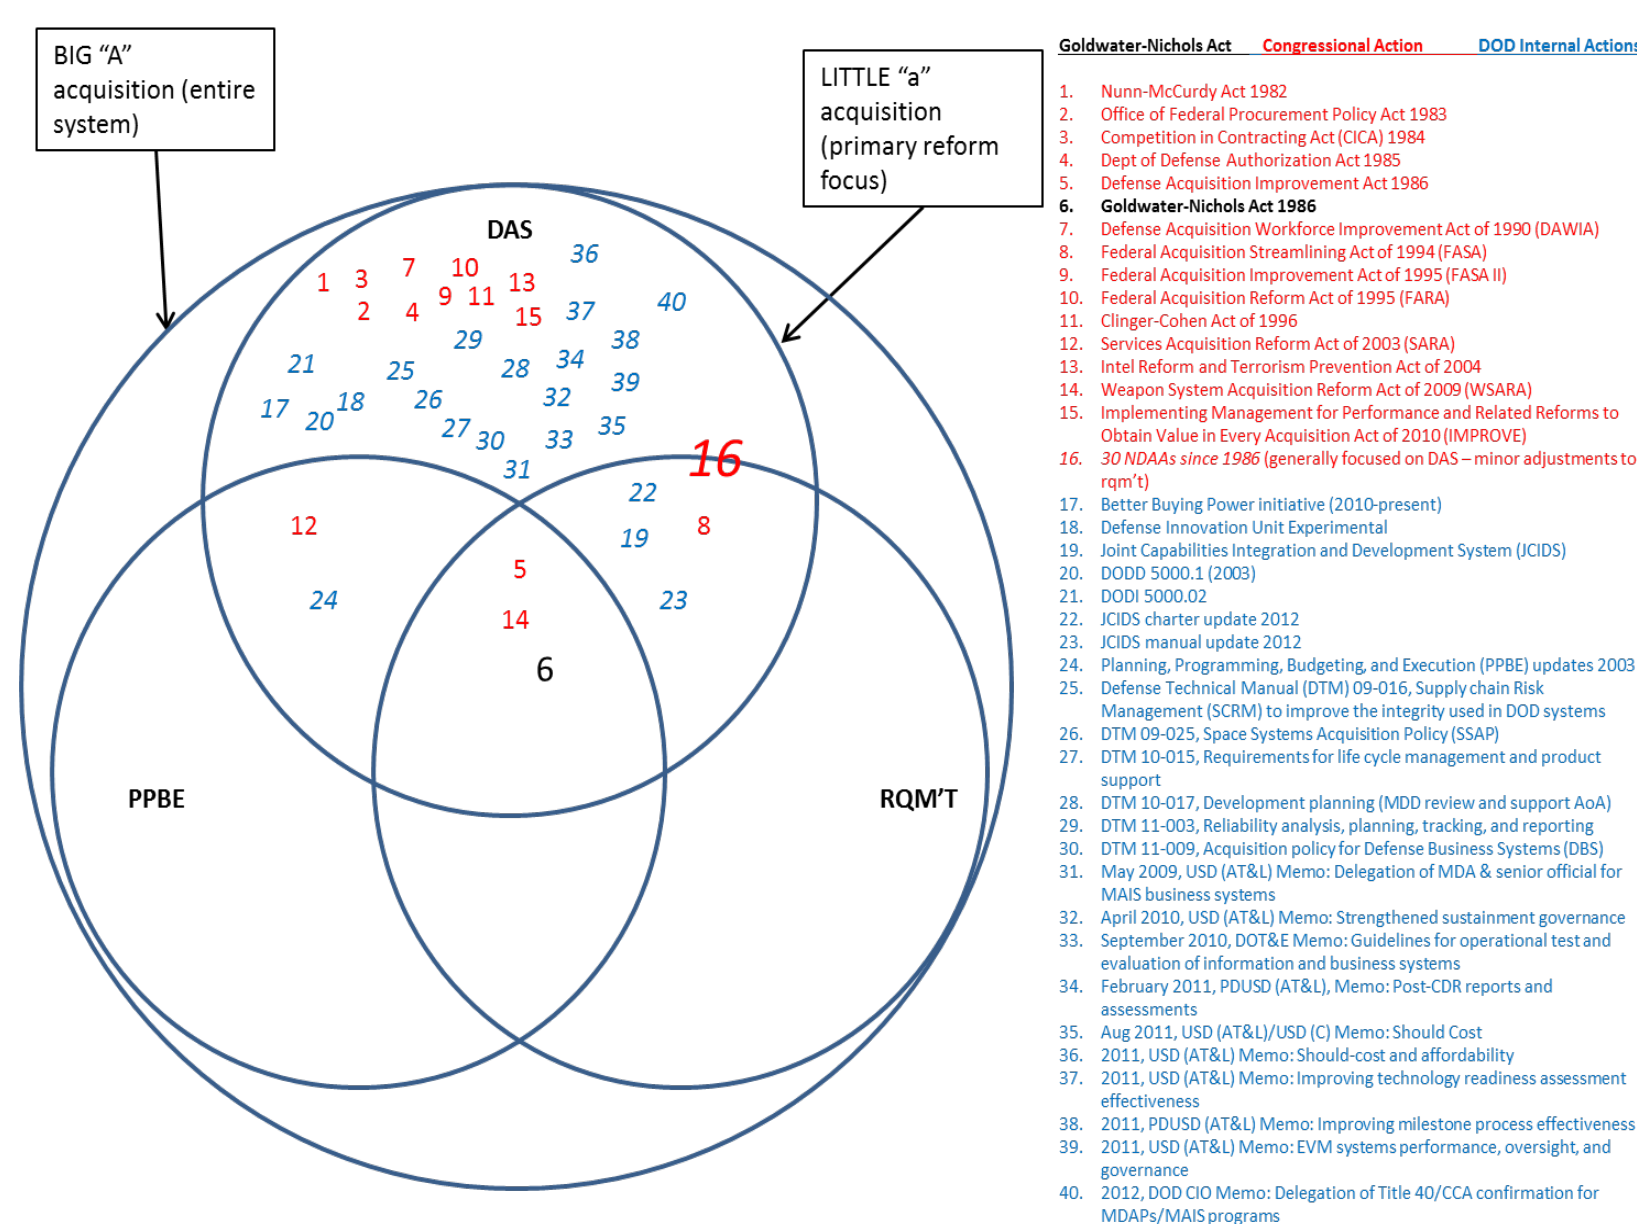 BIG “A”
acquisition (entire
system)
LITTLE “a”
acquisition
(primary reform
focus)
DAS
36
7
10
1
3
13
9
11
40
2
4
15
37
29
38
21
25
28
34
39
17
18
26
32
20
27
30
33
35
31
16
22
12
8
19
5
24
23
14
6
PPBE
RQM’T
Goldwater-Nichols Act Congressional Action DOD Internal Actions
1. Nunn-McCurdy Act 1982
2. Office of Federal Procurement Policy Act 1983
3. Competition in Contracting Act (CICA) 1984
4. Dept of Defense Authorization Act 1985
5. Defense Acquisition Improvement Act 1986
6. Goldwater-Nichols Act 1986
7. Defense Acquisition Workforce Improvement Act of 1990 (DAWIA)
8. Federal Acquisition Streamlining Act of 1994 (FASA)
9. Federal Acquisition Improvement Act of 1995 (FASA II)
10. Federal Acquisition Reform Act of 1995 (FARA)
11. Clinger-Cohen Act of 1996
12. Services Acquisition Reform Act of 2003 (SARA)
13. Intel Reform and Terrorism Prevention Act of 2004
14. Weapon System Acquisition Reform Act of 2009 (WSARA)
15. Implementing Management for Performance and Related Reforms to
Obtain Value in Every Acquisition Act of 2010 (IMPROVE)
16. 30 NDAAs since 1986 (generally focused on DAS – minor adjustments to
rqm’t)
17. Better Buying Power initiative (2010-present)
18. Defense Innovation Unit Experimental
19. Joint Capabilities Integration and Development System (JCIDS)
20. DODD 5000.1 (2003)
21. DODI 5000.02
22. JCIDS charter update 2012
23. JCIDS manual update 2012
24. Planning, Programming, Budgeting, and Execution (PPBE) updates 2003
25. Defense Technical Manual (DTM) 09-016, Supply chain Risk
Management (SCRM) to improve the integrity used in DOD systems
26. DTM 09-025, Space Systems Acquisition Policy (SSAP)
27. DTM 10-015, Requirements for life cycle management and product
support
28. DTM 10-017, Development planning (MDD review and support AoA)
29. DTM 11-003, Reliability analysis, planning, tracking, and reporting
30. DTM 11-009, Acquisition policy for Defense Business Systems (DBS)
31. May 2009, USD (AT&L) Memo: Delegation of MDA & senior official for
MAIS business systems
32. April 2010, USD (AT&L) Memo: Strengthened sustainment governance
33. September 2010, DOT&E Memo: Guidelines for operational test and
evaluation of information and business systems
34. February 2011, PDUSD (AT&L), Memo: Post-CDR reports and
assessments
35. Aug 2011, USD (AT&L)/USD (C) Memo: Should Cost
36. 2011, USD (AT&L) Memo: Should-cost and affordability
37. 2011, USD (AT&L) Memo: Improving technology readiness assessment
effectiveness
38. 2011, PDUSD (AT&L) Memo: Improving milestone process effectiveness
39. 2011, USD (AT&L) Memo: EVM systems performance, oversight, and
governance
40. 2012, DOD CIO Memo: Delegation of Title 40/CCA confirmation for
MDAPs/MAIS programs